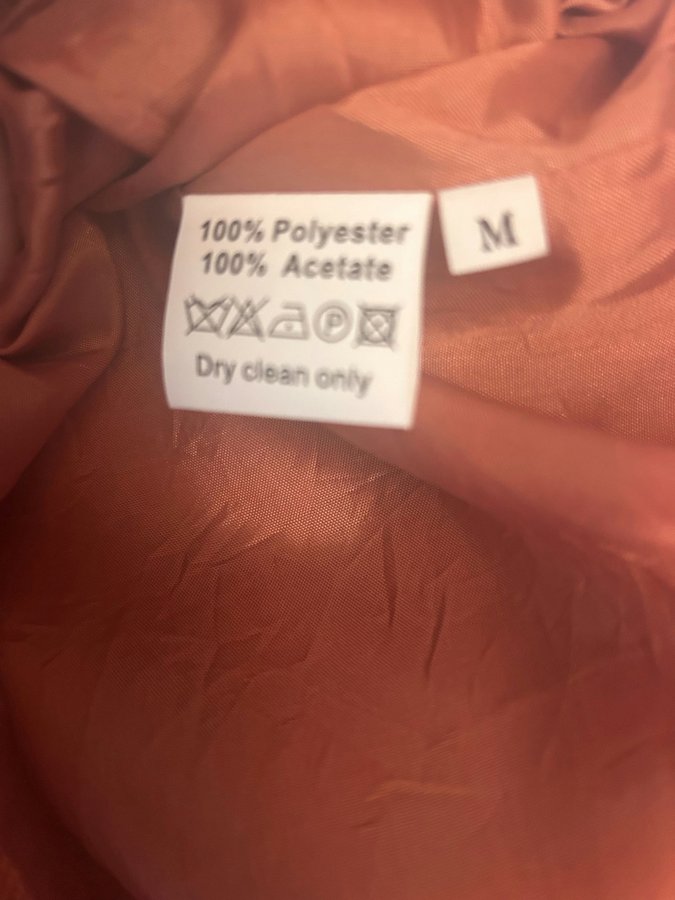 100% Polyester
100% Acetate
P
Dry clean only
M